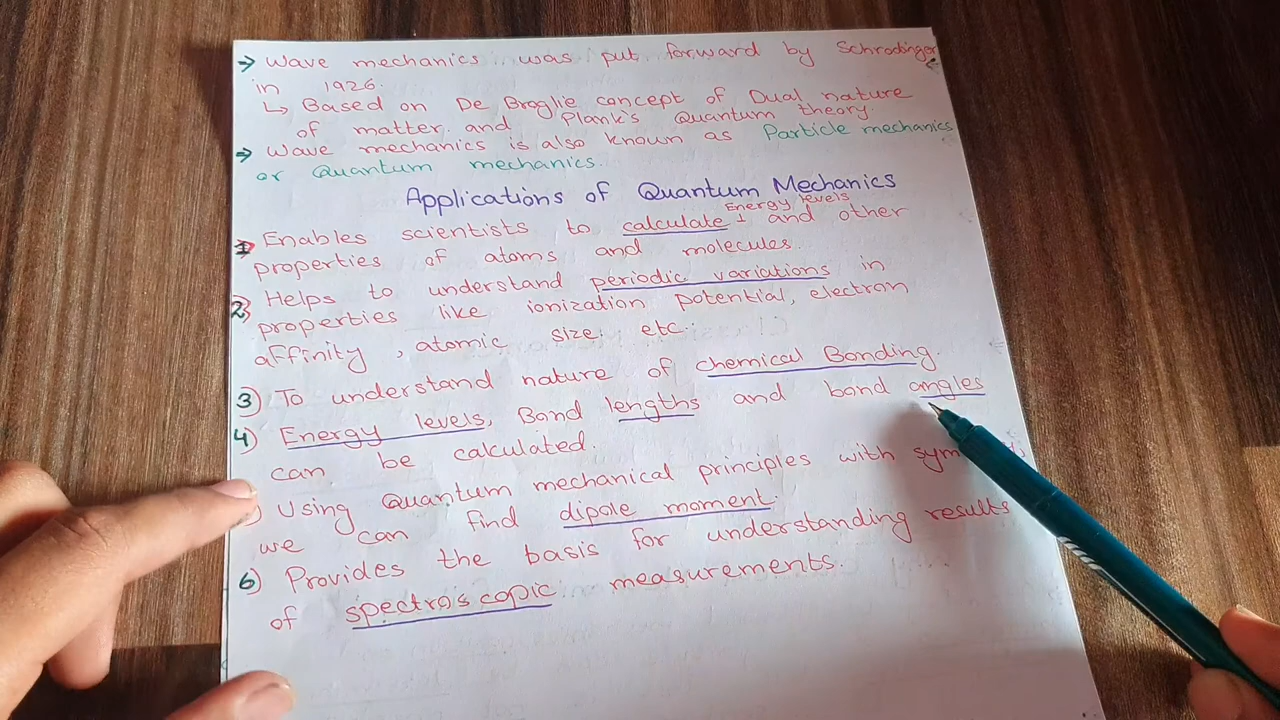 → Wave mechanics was put forward by Schrodinger
in 1926.
↳ Based on De Broglie concept of Dual nature
of matter. and Plank's Quantum theory.
→ Wave mechanics is also known as Particle mechanics
or Quantum mechanics.
Applications of Quantum Mechanics
1) Enables scientists to calculate Energy levels and other
properties of atoms and molecules.
2) Helps to understand periodic variations in
properties like ionization potential, electron
affinity, atomic size. etc.
3) To understand nature of chemical Bonding.
4) Energy levels, Bond lengths and bond angles
can be calculated.
) Using Quantum mechanical principles with
we can find dipole moment.
6) Provides the basis for understanding results
of spectroscopic measurements.